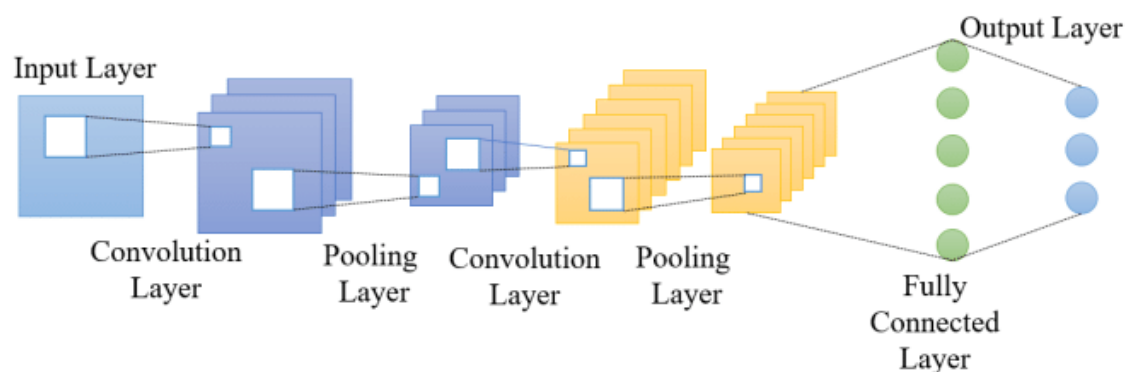 Input Layer
Output Layer
Convolution
Layer
Pooling
Layer
Convolution
Layer
Pooling
Layer
Fully
Connected
Layer